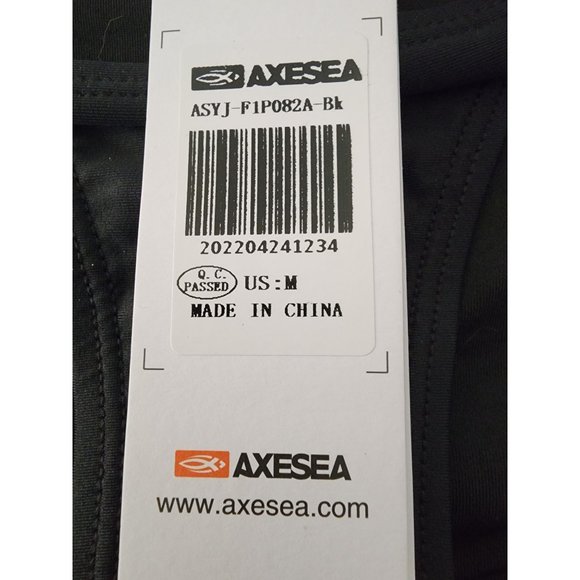 AXESEA
ASYJ-F1P082A-Bk
202204241234
Q.C.
PASSED
US:M
MADE IN CHINA
AXESEA
www.axesea.com